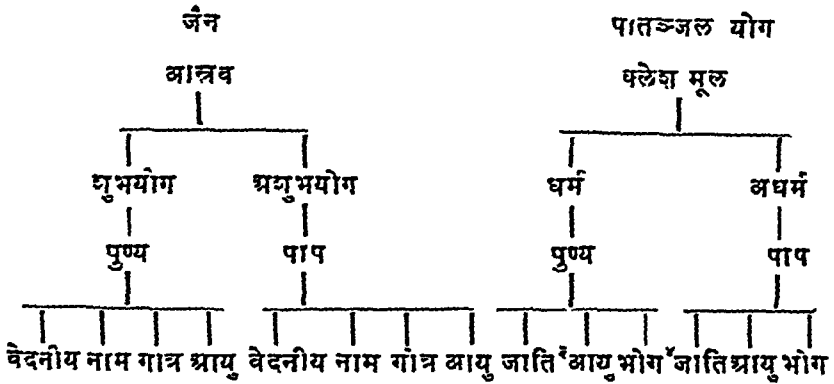 जैन पातञ्जल योग
आस्रव क्लेश मूल
शुभयोग अशुभयोग धर्म अधर्म
पुण्य पाप पुण्य पाप
वेदनीय नाम गोत्र आयु वेदनीय नाम गोत्र आयु जाति आयु भोग जाति आयु भोग